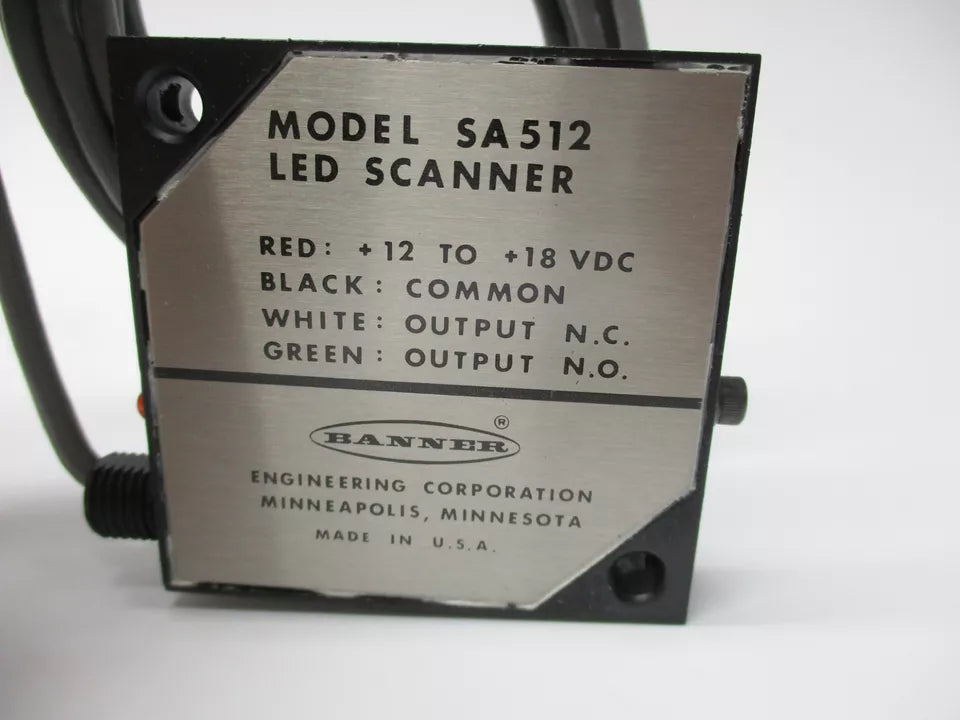 MODEL SA512
LED SCANNER
RED: +12 TO +18 VDC
BLACK: COMMON
WHITE: OUTPUT N.C.
GREEN: OUTPUT N.O.
BANNER ®
ENGINEERING CORPORATION
MINNEAPOLIS, MINNESOTA
MADE IN U.S.A.